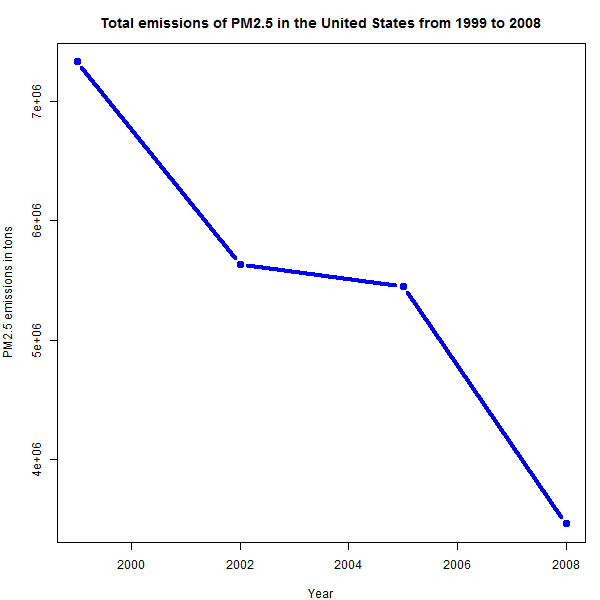 Total emissions of PM2.5 in the United States from 1999 to 2008
PM2.5 emissions in tons
7e+06
6e+06
5e+06
4e+06
2000 2002 2004 2006 2008
Year